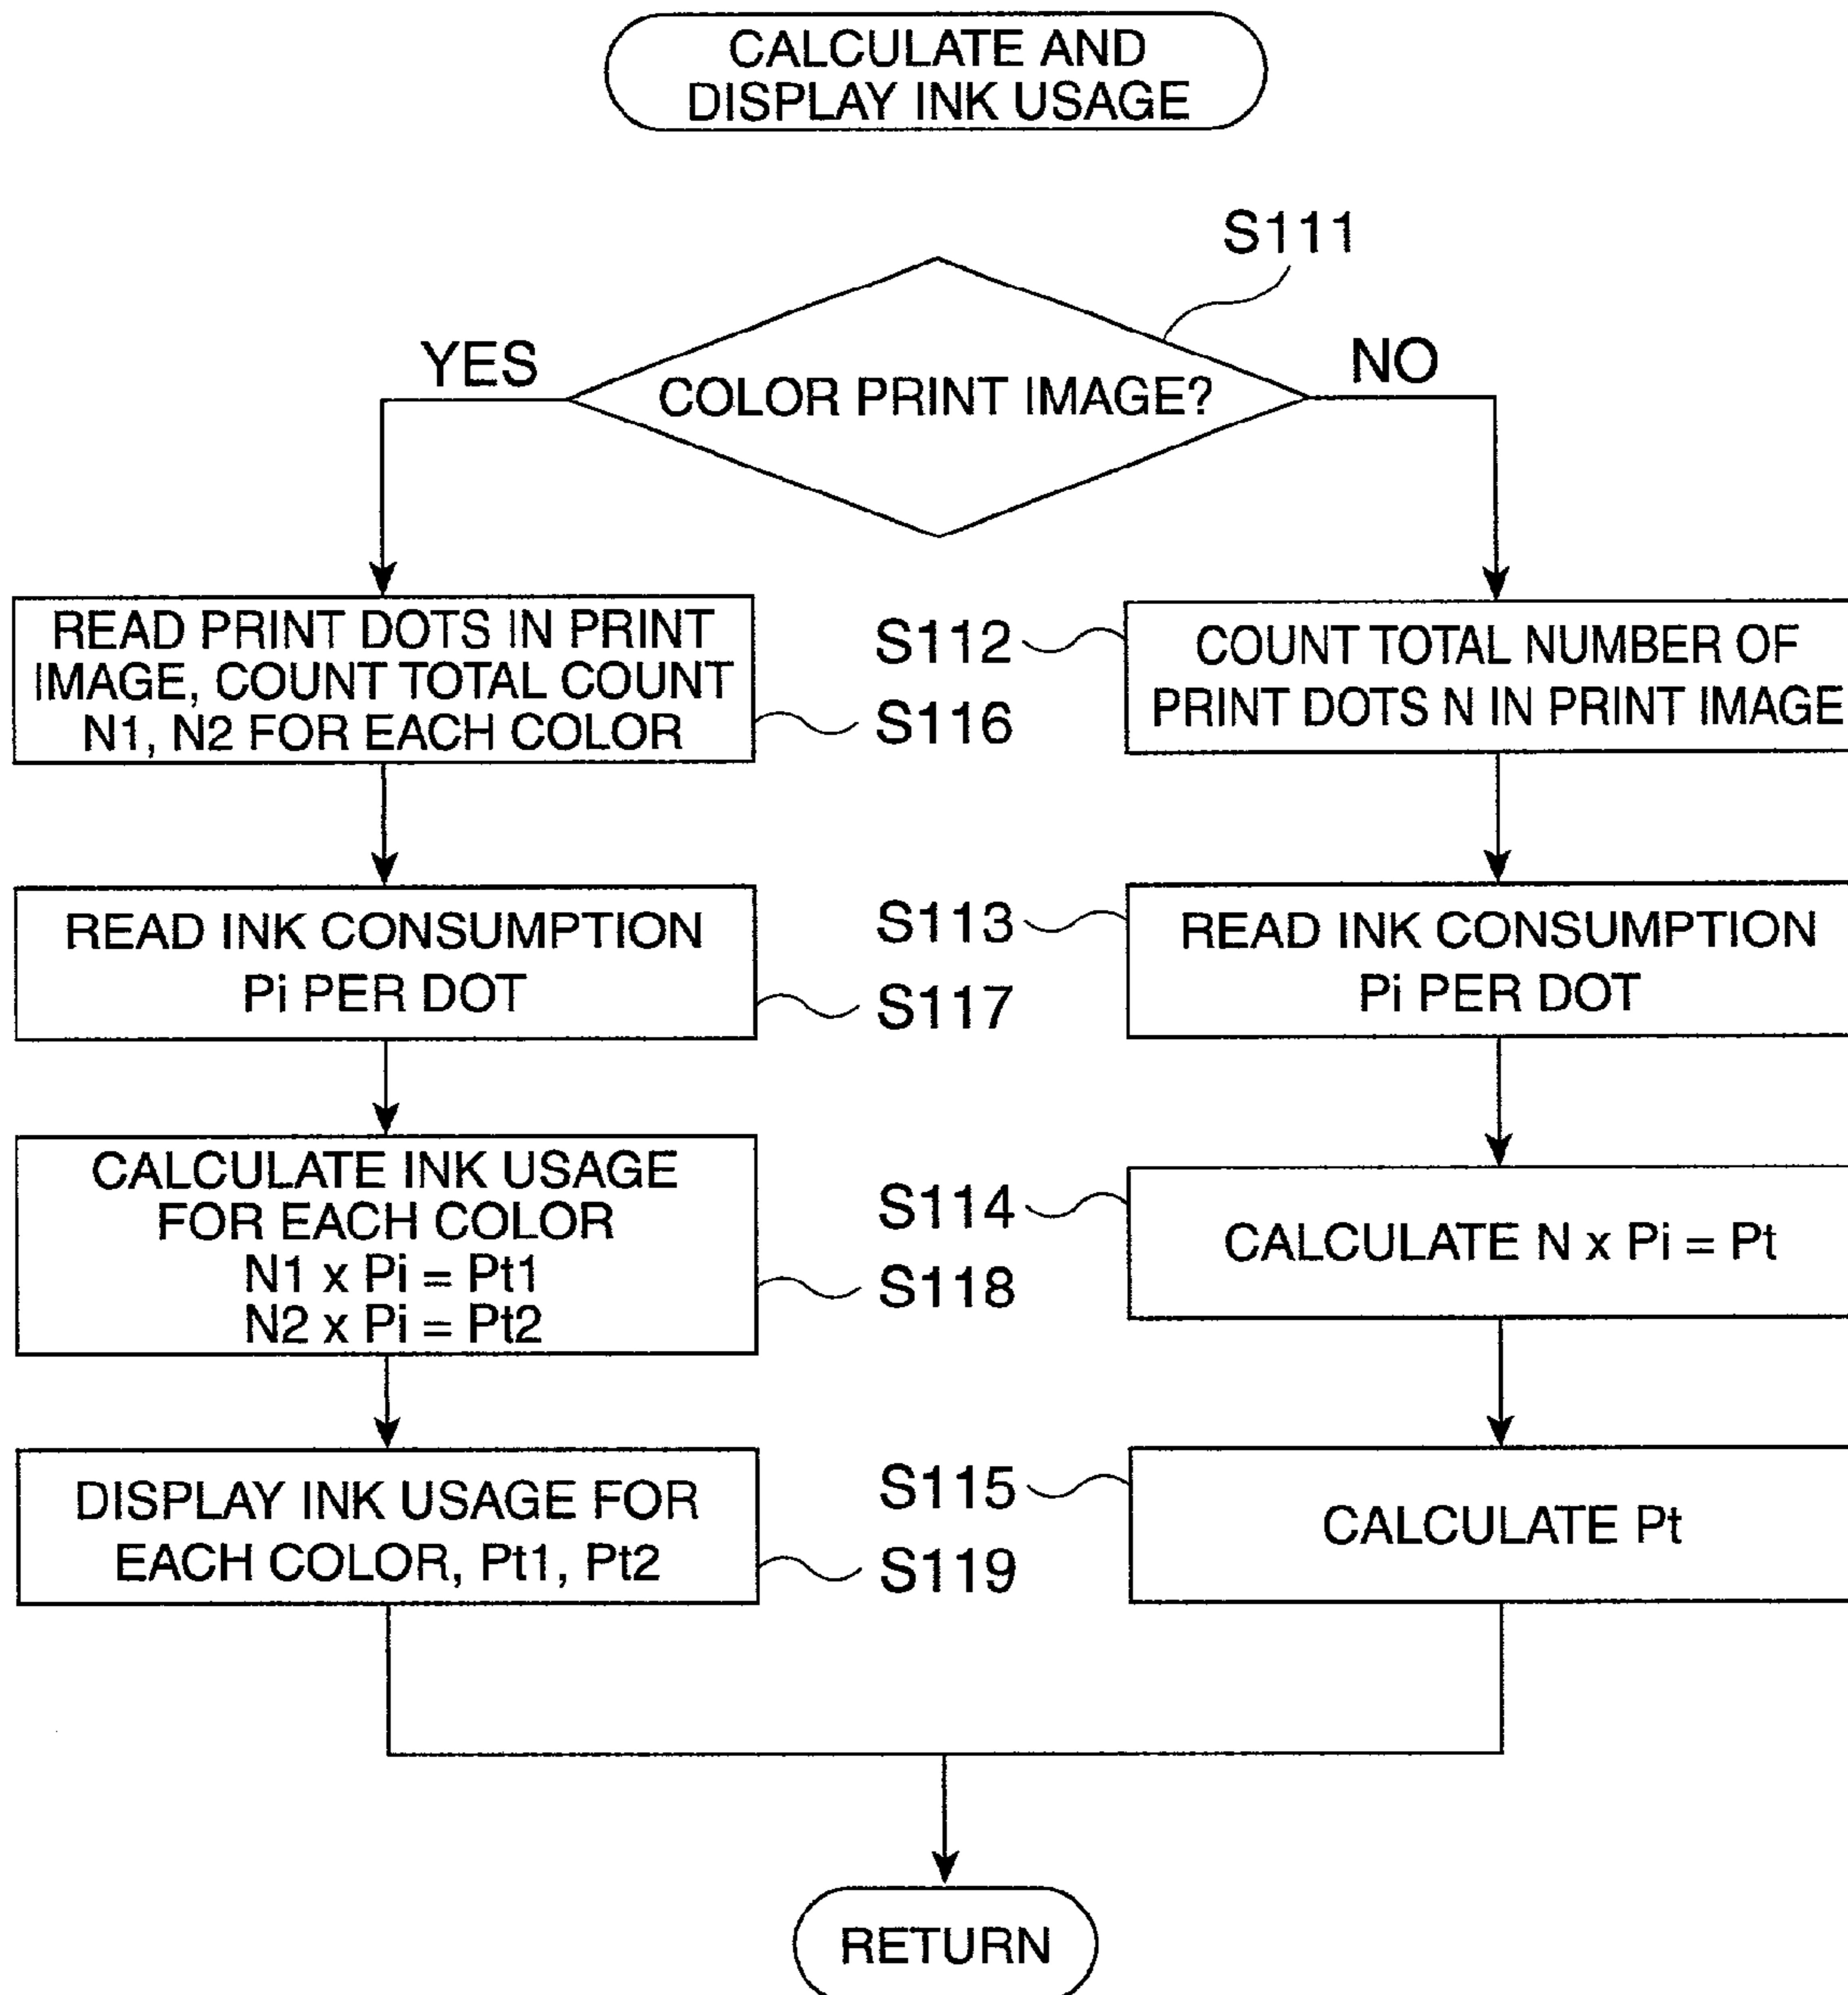 CALCULATE AND
DISPLAY INK USAGE
S111
YES
COLOR PRINT IMAGE?
NO
READ PRINT DOTS IN PRINT
IMAGE, COUNT TOTAL COUNT
N1, N2 FOR EACH COLOR
S116
READ INK CONSUMPTION
Pi PER DOT
S117
CALCULATE INK USAGE
FOR EACH COLOR
N1 x Pi = Pt1
N2 x Pi = Pt2
S118
DISPLAY INK USAGE FOR
EACH COLOR, Pt1, Pt2
S119
S112
COUNT TOTAL NUMBER OF
PRINT DOTS N IN PRINT IMAGE
S113
READ INK CONSUMPTION
Pi PER DOT
S114
CALCULATE N x Pi = Pt
S115
CALCULATE Pt
RETURN